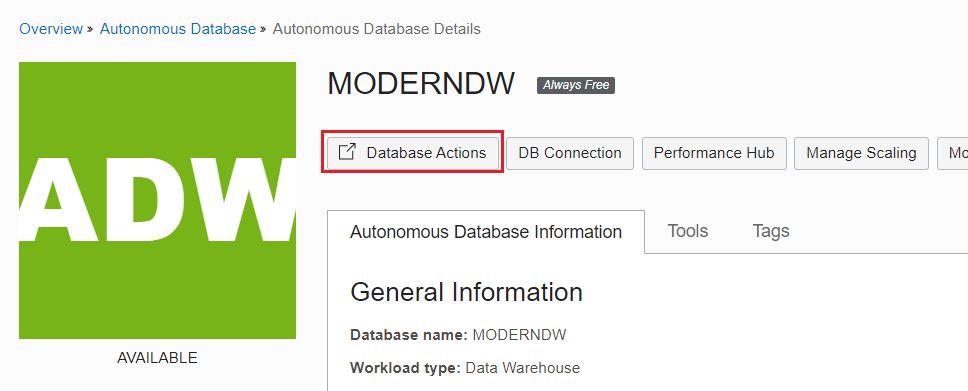 Overview » Autonomous Database » Autonomous Database Details
ADW
AVAILABLE
MODERNDW Always Free
Database Actions DB Connection Performance Hub Manage Scaling Mo
Autonomous Database Information Tools Tags
General Information
Database name: MODERNDW
Workload type: Data Warehouse